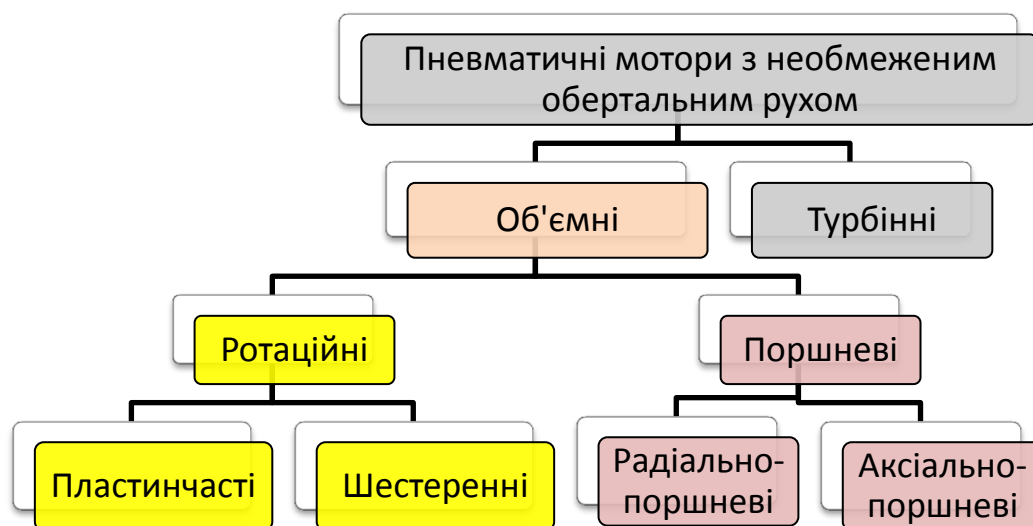 Пневматичні мотори з необмеженим
обертальним рухом
Об'ємні
Турбінні
Ротаційні
Поршневі
Пластинчасті
Шестеренні
Радіально-
поршневі
Аксіально-
поршневі